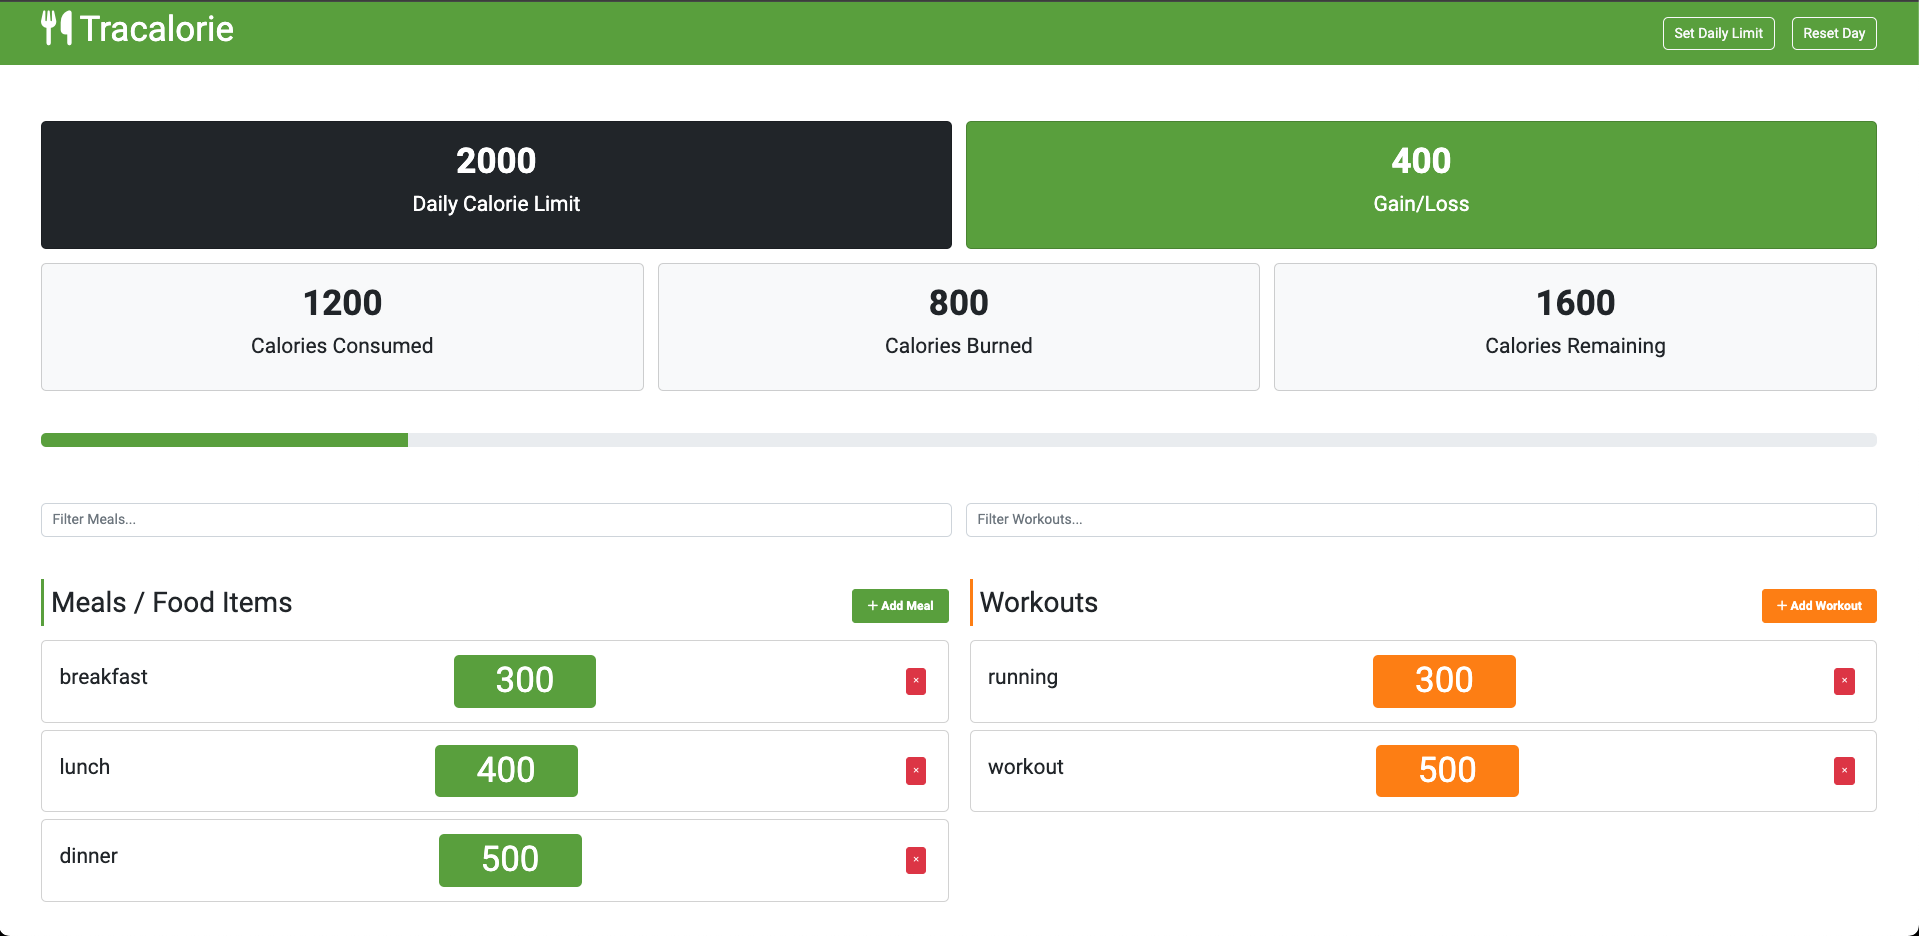 Tracalorie
Set Daily Limit
Reset Day
2000
Daily Calorie Limit
400
Gain/Loss
1200
Calories Consumed
800
Calories Burned
1600
Calories Remaining
Filter Meals...
Filter Workouts...
Meals / Food Items
+ Add Meal
breakfast
300
×
lunch
400
×
dinner
500
×
Workouts
+ Add Workout
running
300
×
workout
500
×